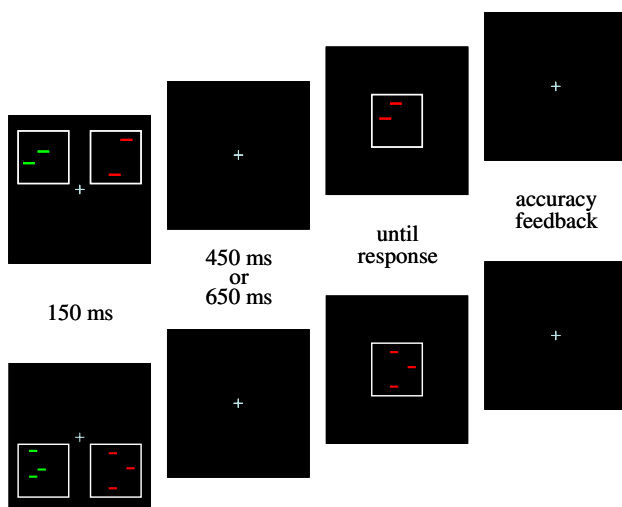 150 ms
450 ms
or
650 ms
until
response
accuracy
feedback